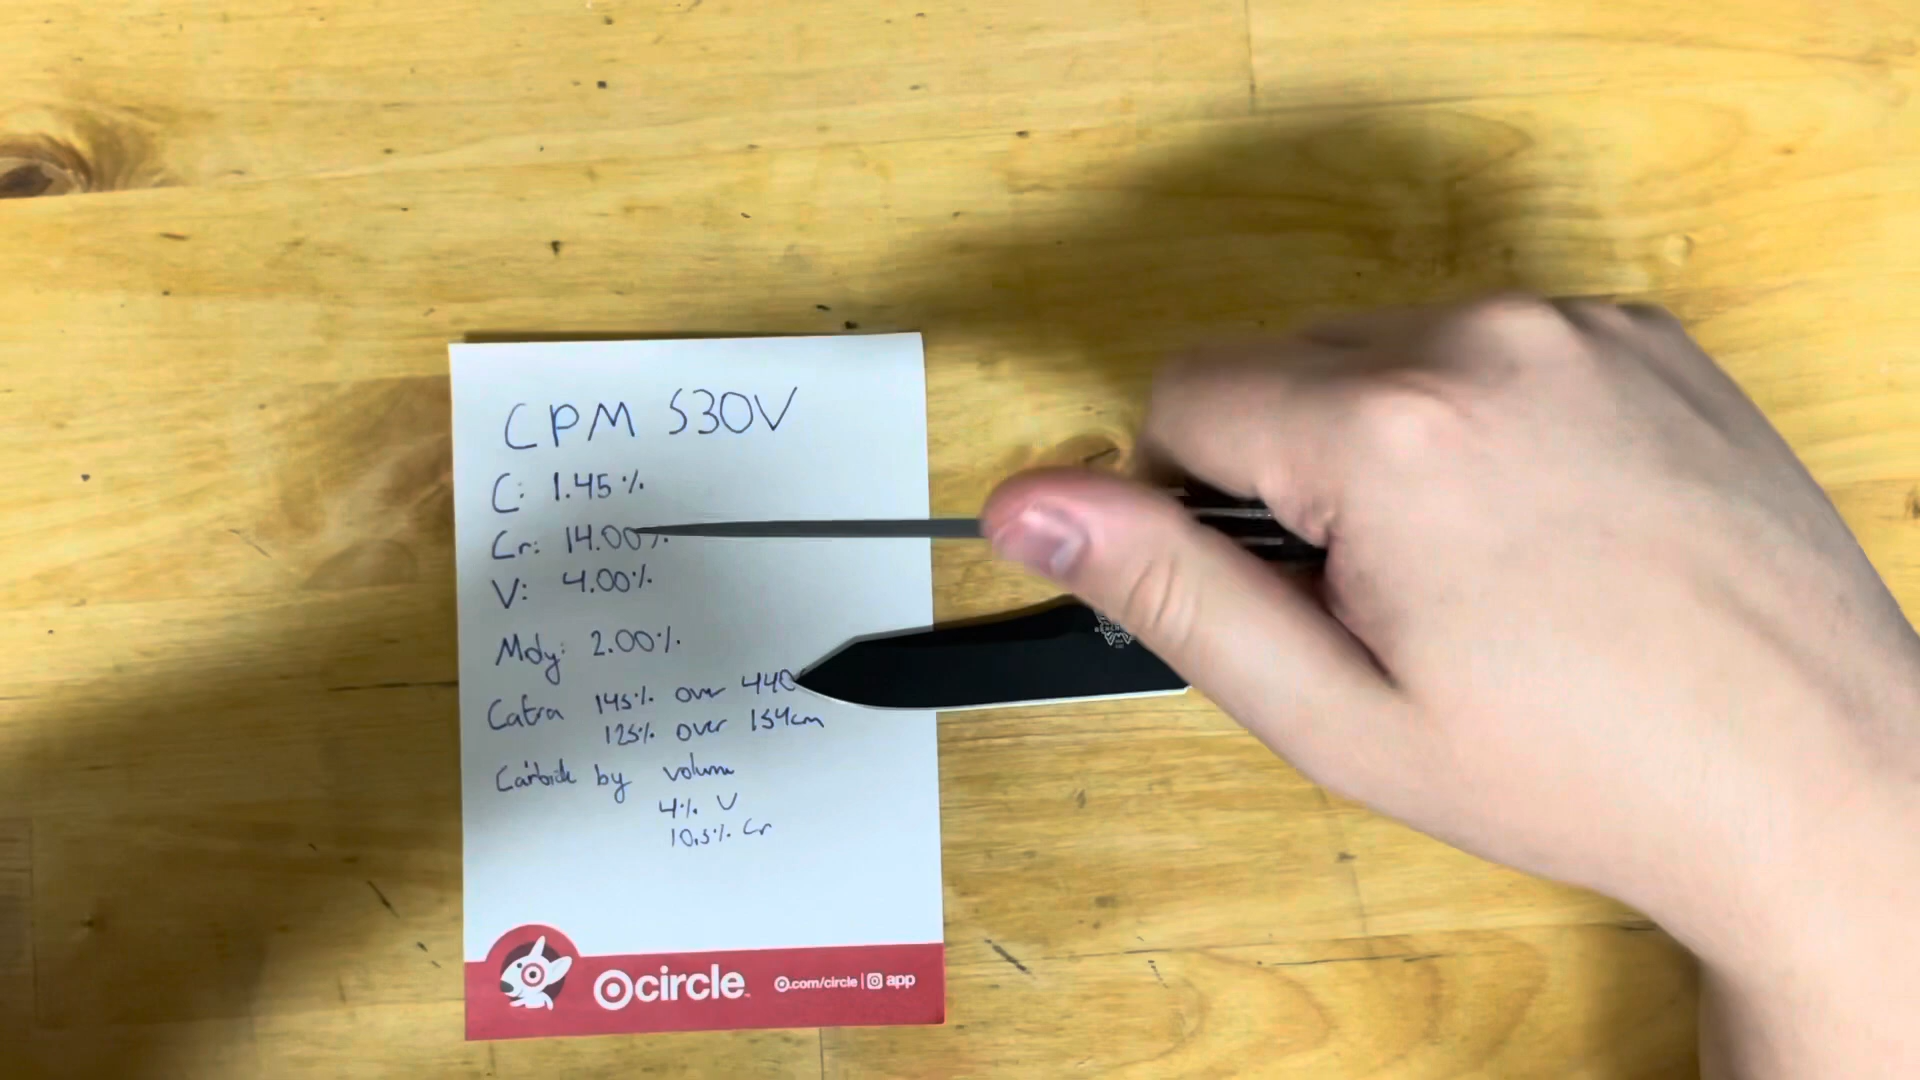 CPM S30V
C: 1.45%
Cr: 14.00%
V: 4.00%
Moly: 2.00%
Catra 145% over 440
125% over 154cm
Carbide by volume
4% V
10.5% Cr
circle
.com/circle | app